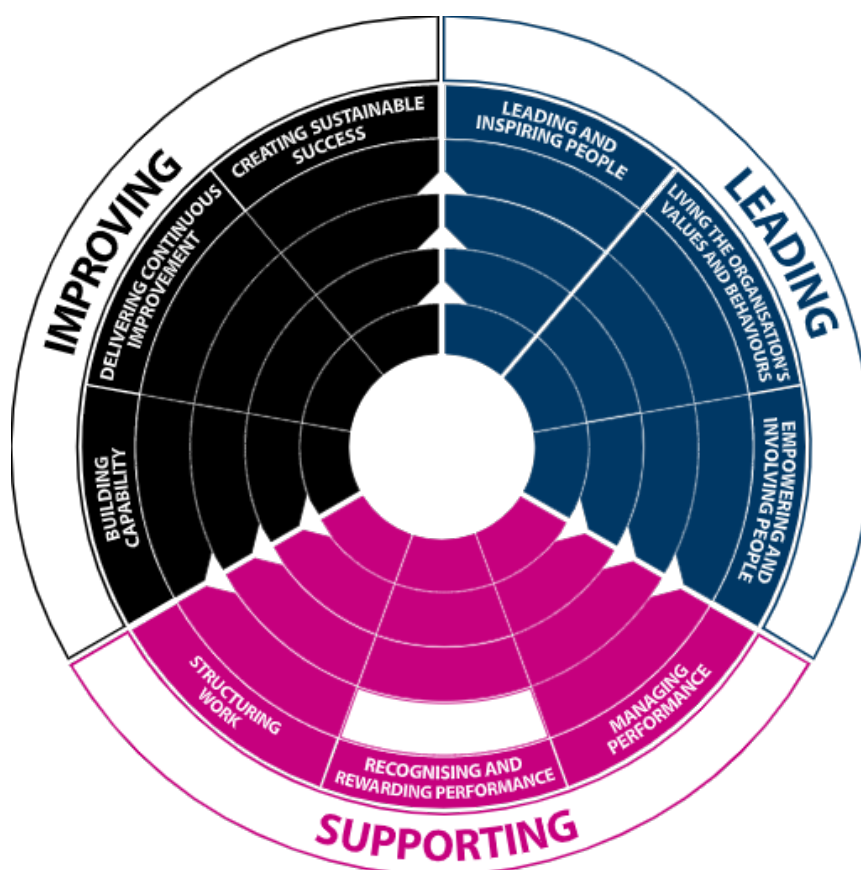 LEADING
LEADING AND
INSPIRING PEOPLE
LIVING THE ORGANISATION'S
VALUES AND BEHAVIOURS
EMPOWERING AND
INVOLVING PEOPLE
SUPPORTING
MANAGING
PERFORMANCE
RECOGNISING AND
REWARDING PERFORMANCE
STRUCTURING
WORK
IMPROVING
BUILDING
CAPABILITY
DELIVERING CONTINUOUS
IMPROVEMENT
CREATING SUSTAINABLE
SUCCESS